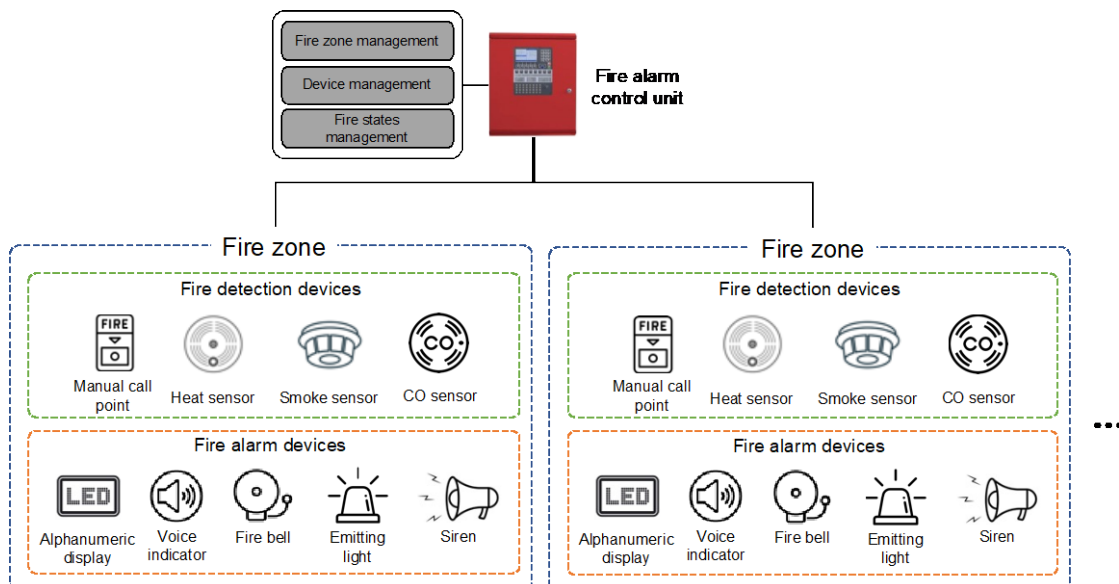 Fire zone management
Device management
Fire states
management
Fire alarm
control unit
Fire zone
Fire detection devices
FIRE
CO
Manual call
point
Heat sensor
Smoke sensor
CO sensor
Fire alarm devices
LED
Alphanumeric
display
Voice
indicator
Fire bell
Emitting
light
Siren
Fire zone
Fire detection devices
FIRE
CO
Manual call
point
Heat sensor
Smoke sensor
CO sensor
Fire alarm devices
LED
Alphanumeric
display
Voice
indicator
Fire bell
Emitting
light
Siren
...